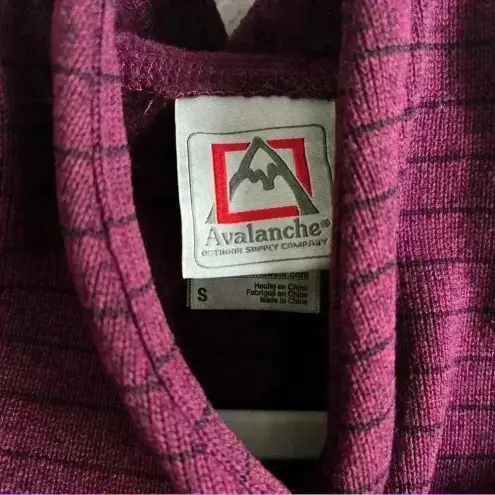 Avalanche®
OUTDOOR SUPPLY COMPANY
S
Hecho en China
Fabriqué en Chine
Made in China